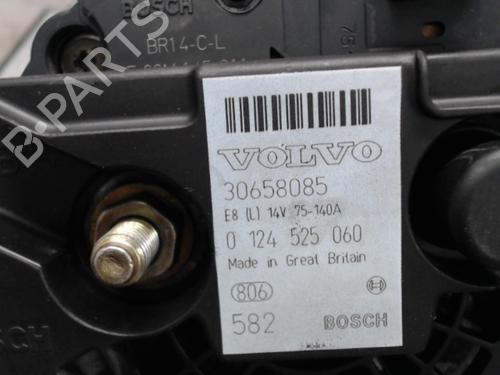 BOSCH
BR14-C-L
B-PARTS
VOLVO
30658085
E8 (L) 14V 75-140A
0 124 525 060
Made in Great Britain
806
582 BOSCH
BOSCH